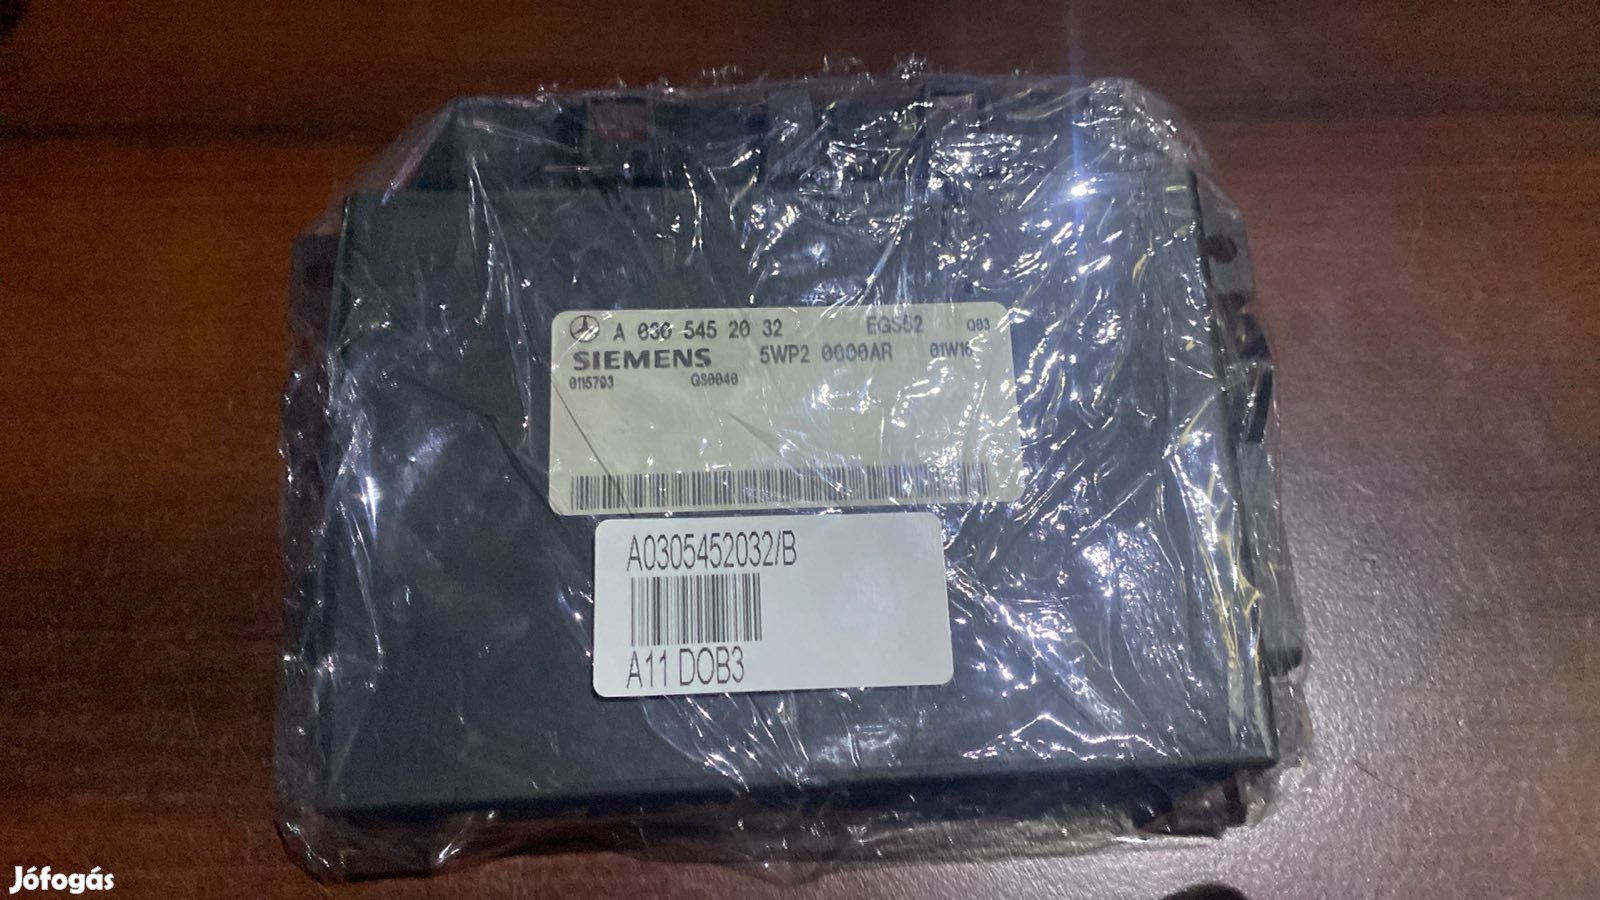 A 030 545 20 32 EGS52 Q03
SIEMENS 5WP2 0000AR 01W16
0115703 QS0040
A0305452032/B
A11 DOB3
Jófogás